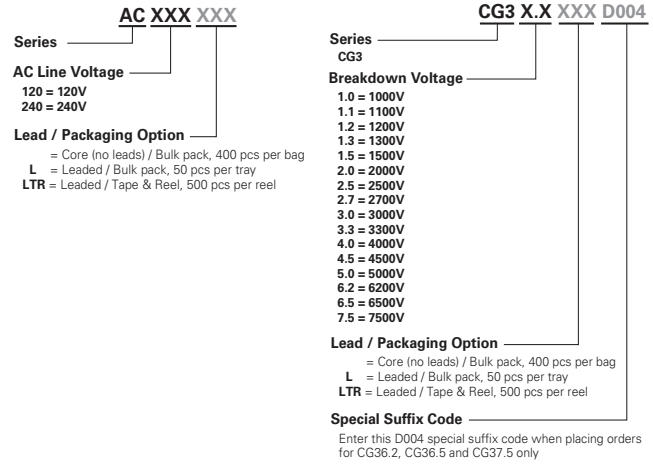 AC XXX XXX
Series
AC Line Voltage
120 = 120V
240 = 240V
Lead / Packaging Option
= Core (no leads) / Bulk pack, 400 pcs per bag
L = Leaded / Bulk pack, 50 pcs per tray
LTR = Leaded / Tape & Reel, 500 pcs per reel
CG3 X.X XXX D004
Series
CG3
Breakdown Voltage
1.0 = 1000V
1.1 = 1100V
1.2 = 1200V
1.3 = 1300V
1.5 = 1500V
2.0 = 2000V
2.5 = 2500V
2.7 = 2700V
3.0 = 3000V
3.3 = 3300V
4.0 = 4000V
4.5 = 4500V
5.0 = 5000V
6.2 = 6200V
6.5 = 6500V
7.5 = 7500V
Lead / Packaging Option
= Core (no leads) / Bulk pack, 400 pcs per bag
L = Leaded / Bulk pack, 50 pcs per tray
LTR = Leaded / Tape & Reel, 500 pcs per reel
Special Suffix Code
Enter this D004 special suffix code when placing orders
for CG36.2, CG36.5 and CG37.5 only